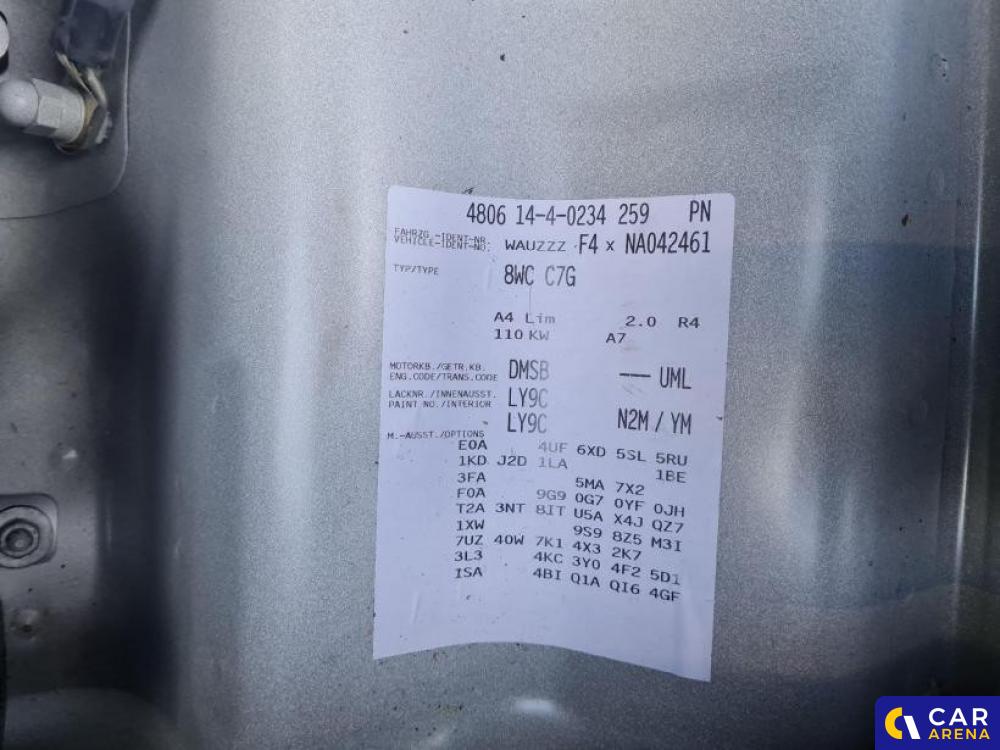 4806 14-4-0234 259 PN
FAHRZG.-IDENT-NR.
VEHICLE-IDENT-NO: WAUZZZ F4 x NA042461
TYP/TYPE 8WC C7G
A4 Lim 2.0 R4
110 KW A7
MOTORKB./GETR.KB.
ENG.CODE/TRANS.CODE DMSB --- UML
LACKNR./INNENAUSST. LY9C
PAINT NO./INTERIOR LY9C N2M / YM
M.-AUSST./OPTIONS
E0A 4UF 6XD 5SL 5RU
1KD J2D 1LA 1BE
3FA 5MA 7X2
F0A 9G9 0G7 0YF 0JH
T2A 3NT 8IT U5A X4J QZ7
1XW 9S9 8Z5 M3I
7UZ 40W 7K1 4X3 2K7
3L3 4KC 3Y0 4F2 5D1
ISA 4BI Q1A QI6 4GF
CAR
ARENA